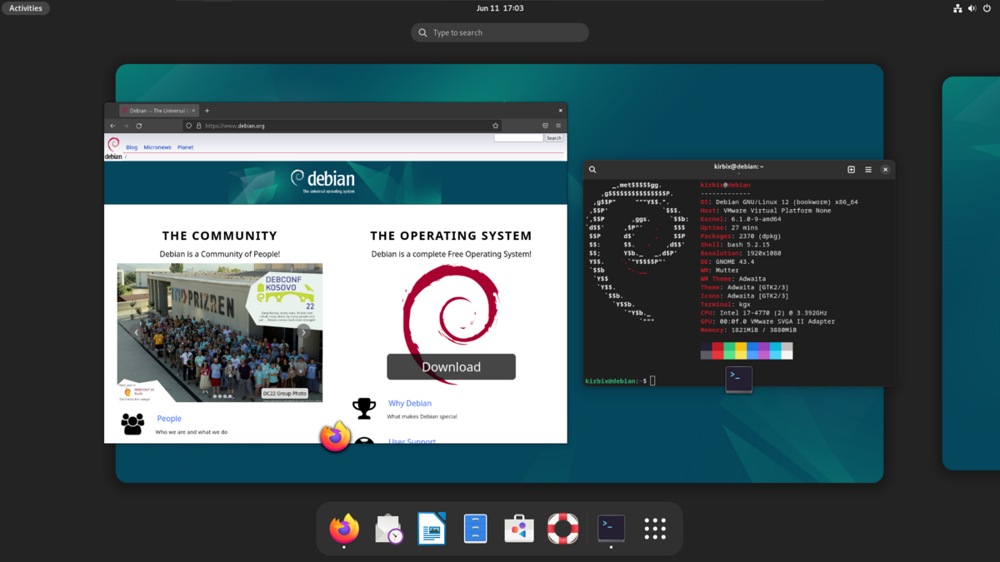 Activities
Jun 11 17:03
Type to search
Debian -- The Universal O
https://www.debian.org
Search
Blog Micronews Planet
debian /
debian
The universal operating system
THE COMMUNITY
Debian is a Community of People!
PRIZREN
DEBCONF
KOSOVO
22
DC22 Group Photo
People
Who we are and what we do
THE OPERATING SYSTEM
Debian is a complete Free Operating System!
Download
Why Debian
What makes Debian special
User Support
kirbix@debian: ~
_,met$$$$$gg.
,g$$$$$$$$$$$$$$$P.
,g$$P"     """Y$$.".
,$$P'              `$$$.
',$$P       ,ggs.     `$$b:
`d$$'     ,$P"'   .    $$$
$$P      d$'     ,    $$P
$$:      $$.   -    ,d$$'
$$;      Y$b._   _,d$P'
Y$$.    `.`"Y$$$$P"'
`$$b      "-.__
`Y$$
`Y$$.
`$$b.
`Y$$b.
`"Y$b._
`"""
kirbix@debian
-------------
OS: Debian GNU/Linux 12 (bookworm) x86_64
Host: VMware Virtual Platform None
Kernel: 6.1.0-9-amd64
Uptime: 27 mins
Packages: 2370 (dpkg)
Shell: bash 5.2.15
Resolution: 1920x1080
DE: GNOME 43.4
WM: Mutter
WM Theme: Adwaita
Theme: Adwaita [GTK2/3]
Icons: Adwaita [GTK2/3]
Terminal: kgx
CPU: Intel i7-4770 (2) @ 3.392GHz
GPU: 00:0f.0 VMware SVGA II Adapter
Memory: 1821MiB / 3880MiB
kirbix@debian:~$
>_
>_